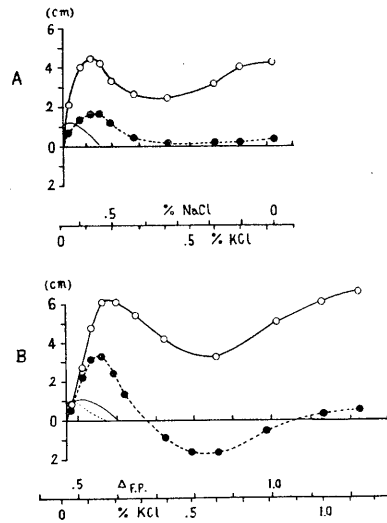 (cm)
6
A
4
2
0
2
.5 % NaCl 0
0 .5 % KCl
(cm)
6
4
B
2
0
2
.5 Δ F.P. 1.0
0 % KCl 1.0